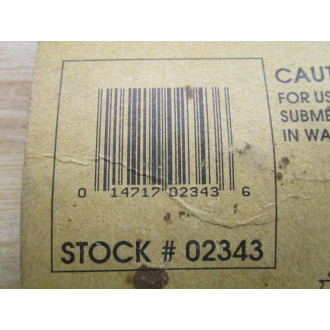 0 14717 02343 6
STOCK # 02343
CAUT
FOR US
SUBME
IN WA